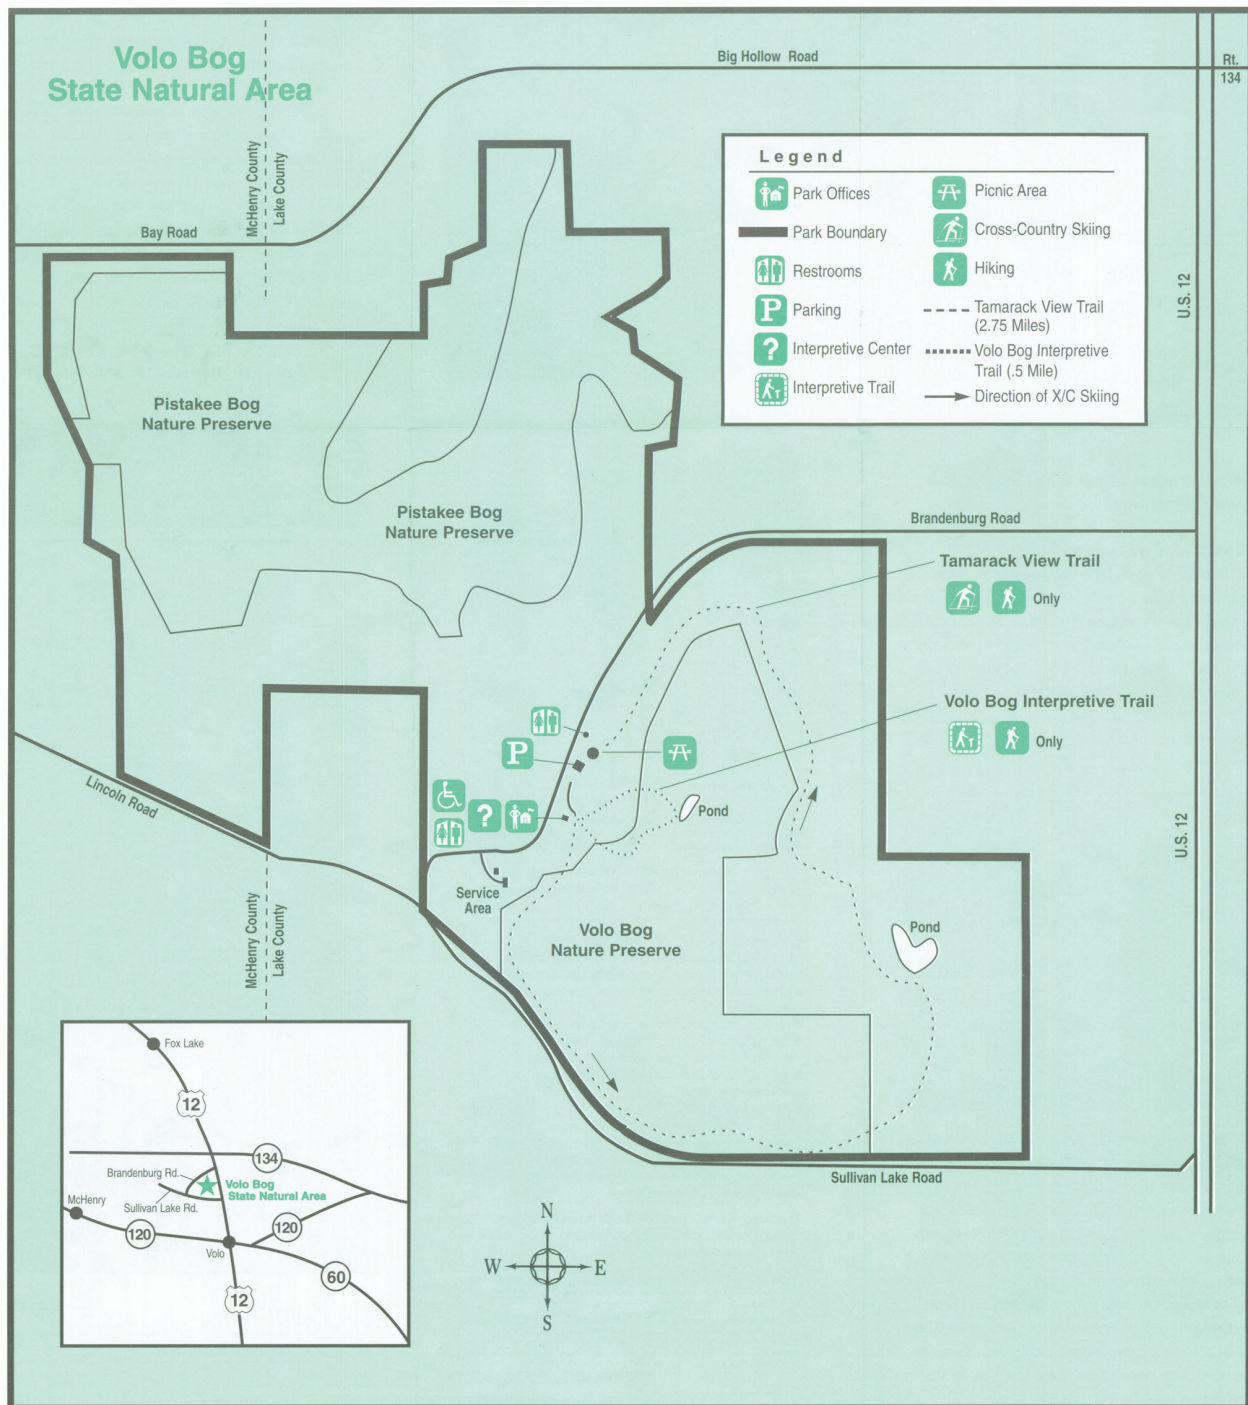 Volo Bog
State Natural Area
Big Hollow Road
Rt.
134
McHenry County
Lake County
Bay Road
Legend
Park Offices
Park Boundary
Restrooms
P
Parking
?
Interpretive Center
Interpretive Trail
Picnic Area
Cross-Country Skiing
Hiking
Tamarack View Trail
(2.75 Miles)
Volo Bog Interpretive
Trail (.5 Mile)
Direction of X/C Skiing
U.S. 12
Pistakee Bog
Nature Preserve
Pistakee Bog
Nature Preserve
Brandenburg Road
Tamarack View Trail
Only
Volo Bog Interpretive Trail
Only
P
?
Pond
Lincoln Road
U.S. 12
Service
Area
McHenry County
Lake County
Volo Bog
Nature Preserve
Pond
Sullivan Lake Road
Fox Lake
12
134
Brandenburg Rd.
Volo Bog
State Natural Area
Sullivan Lake Rd.
McHenry
120
120
Volo
60
12
N
W
E
S